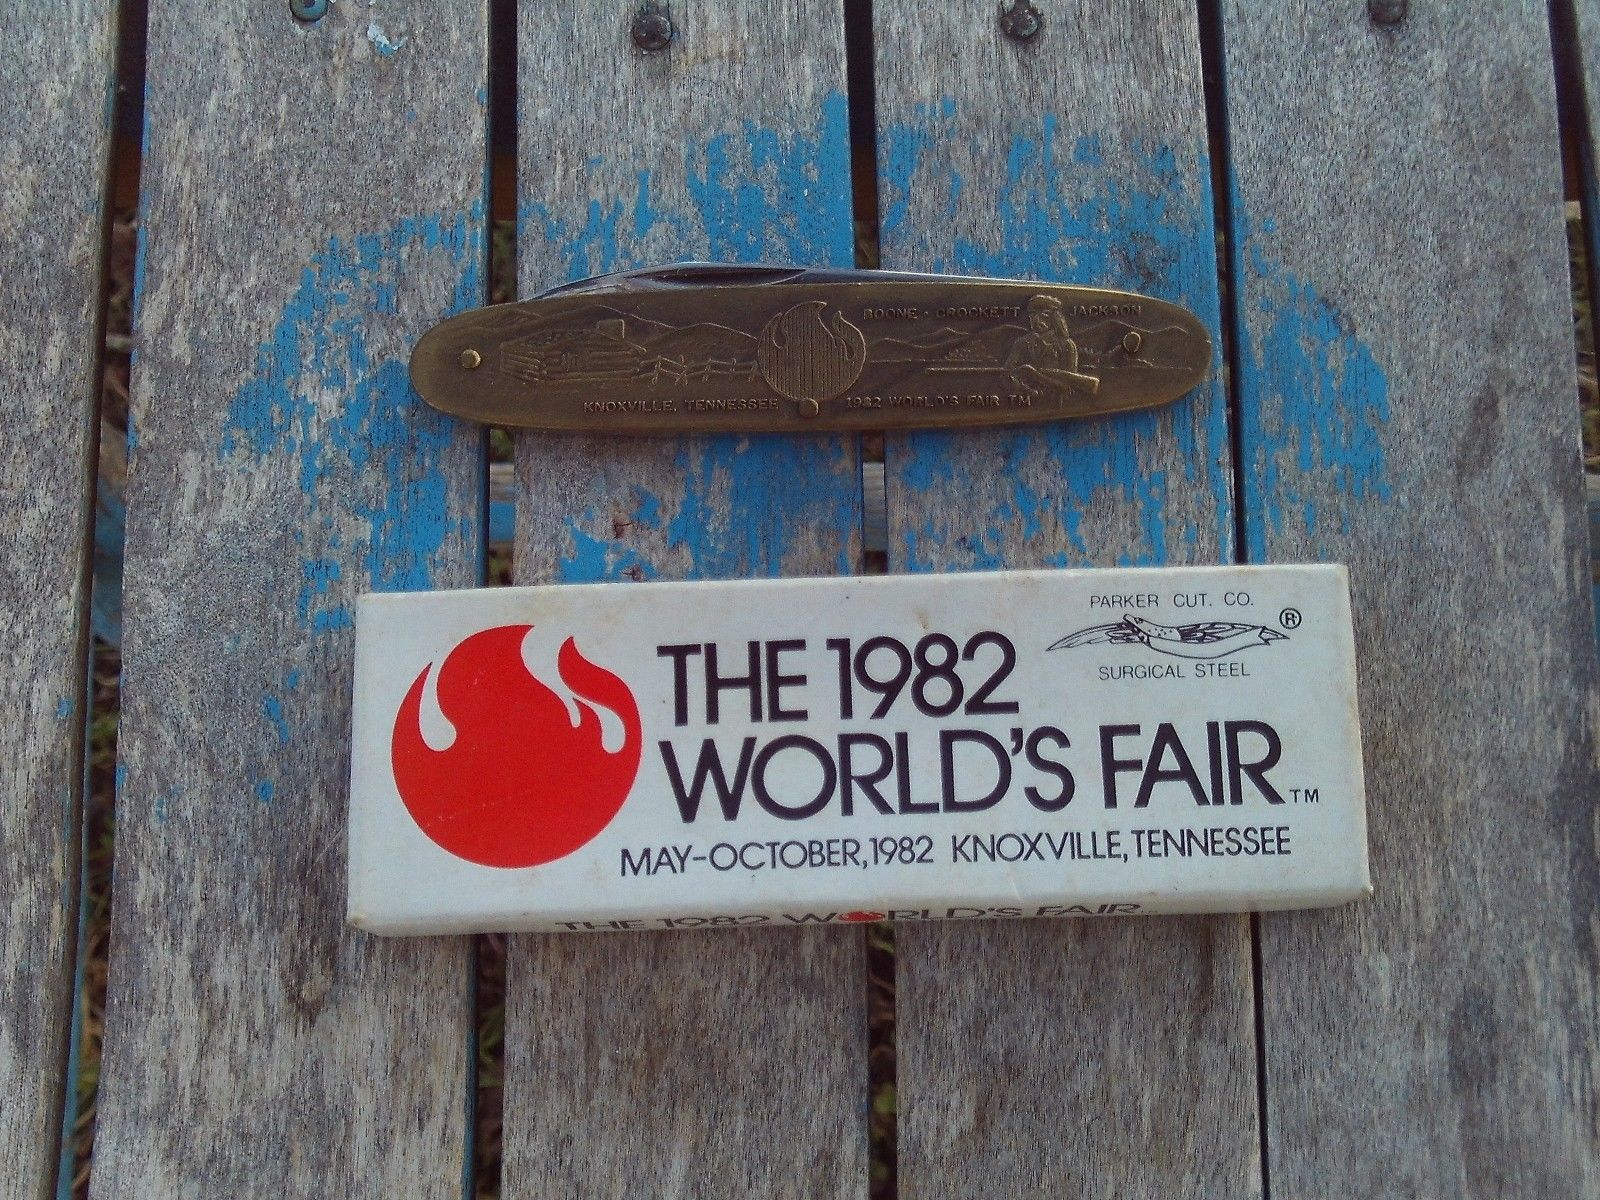 BOONE · CROCKETT JACKSON
KNOXVILLE, TENNESSEE 1982 WORLD'S FAIR TM
PARKER CUT. CO.
®
SURGICAL STEEL
THE 1982
WORLD'S FAIR TM
MAY-OCTOBER, 1982 KNOXVILLE, TENNESSEE
THE 1982 WORLD'S FAIR